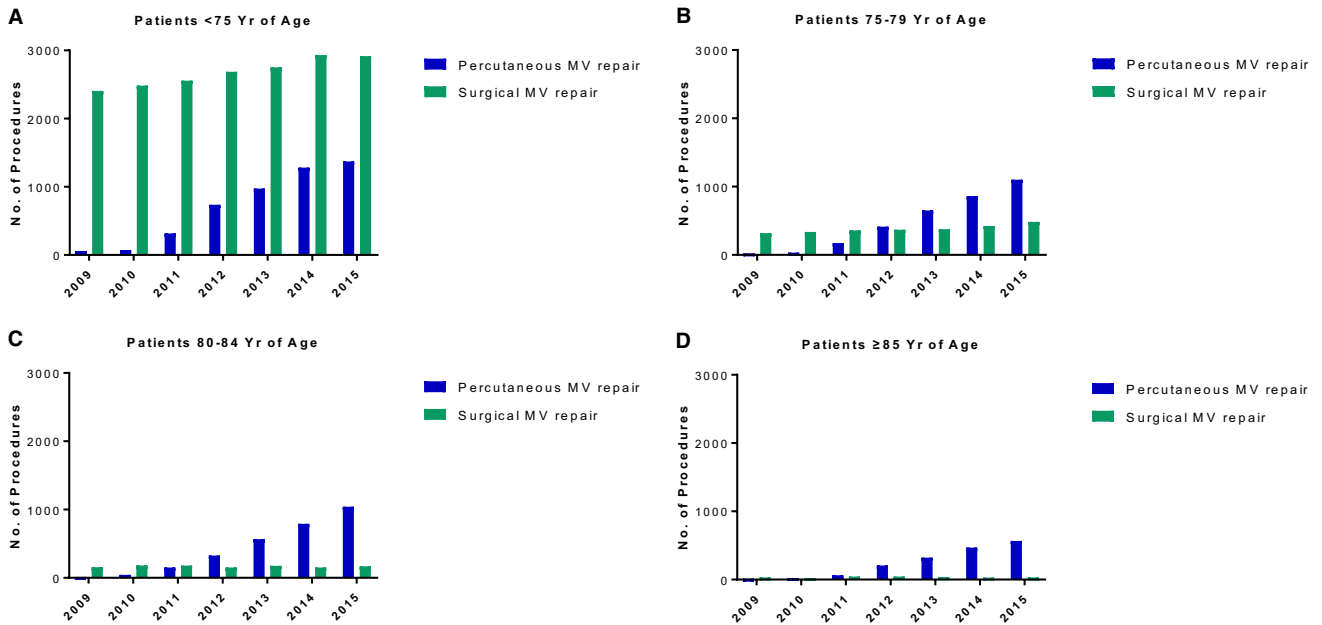 A
Patients <75 Yr of Age
No. of Procedures
3000
2000
1000
0
2009
2010
2011
2012
2013
2014
2015
Percutaneous MV repair
Surgical MV repair
B
Patients 75-79 Yr of Age
No. of Procedures
3000
2000
1000
0
2009
2010
2011
2012
2013
2014
2015
Percutaneous MV repair
Surgical MV repair
C
Patients 80-84 Yr of Age
No. of Procedures
3000
2000
1000
0
2009
2010
2011
2012
2013
2014
2015
Percutaneous MV repair
Surgical MV repair
D
Patients ≥85 Yr of Age
No. of Procedures
3000
2000
1000
0
2009
2010
2011
2012
2013
2014
2015
Percutaneous MV repair
Surgical MV repair